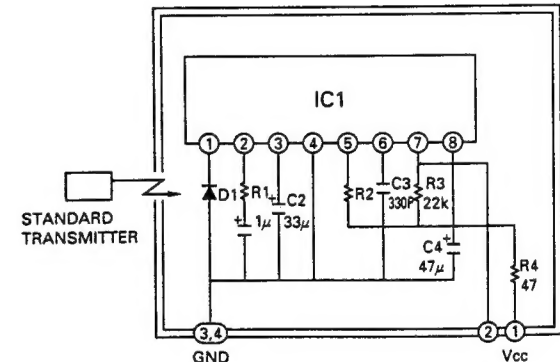 IC1
1 2 3 4 5 6 7 8
D1
R1
1μ
C2
33μ
R2
C3
330P
R3
22k
C4
47μ
R4
47
STANDARD
TRANSMITTER
3,4
2
1
GND
Vcc